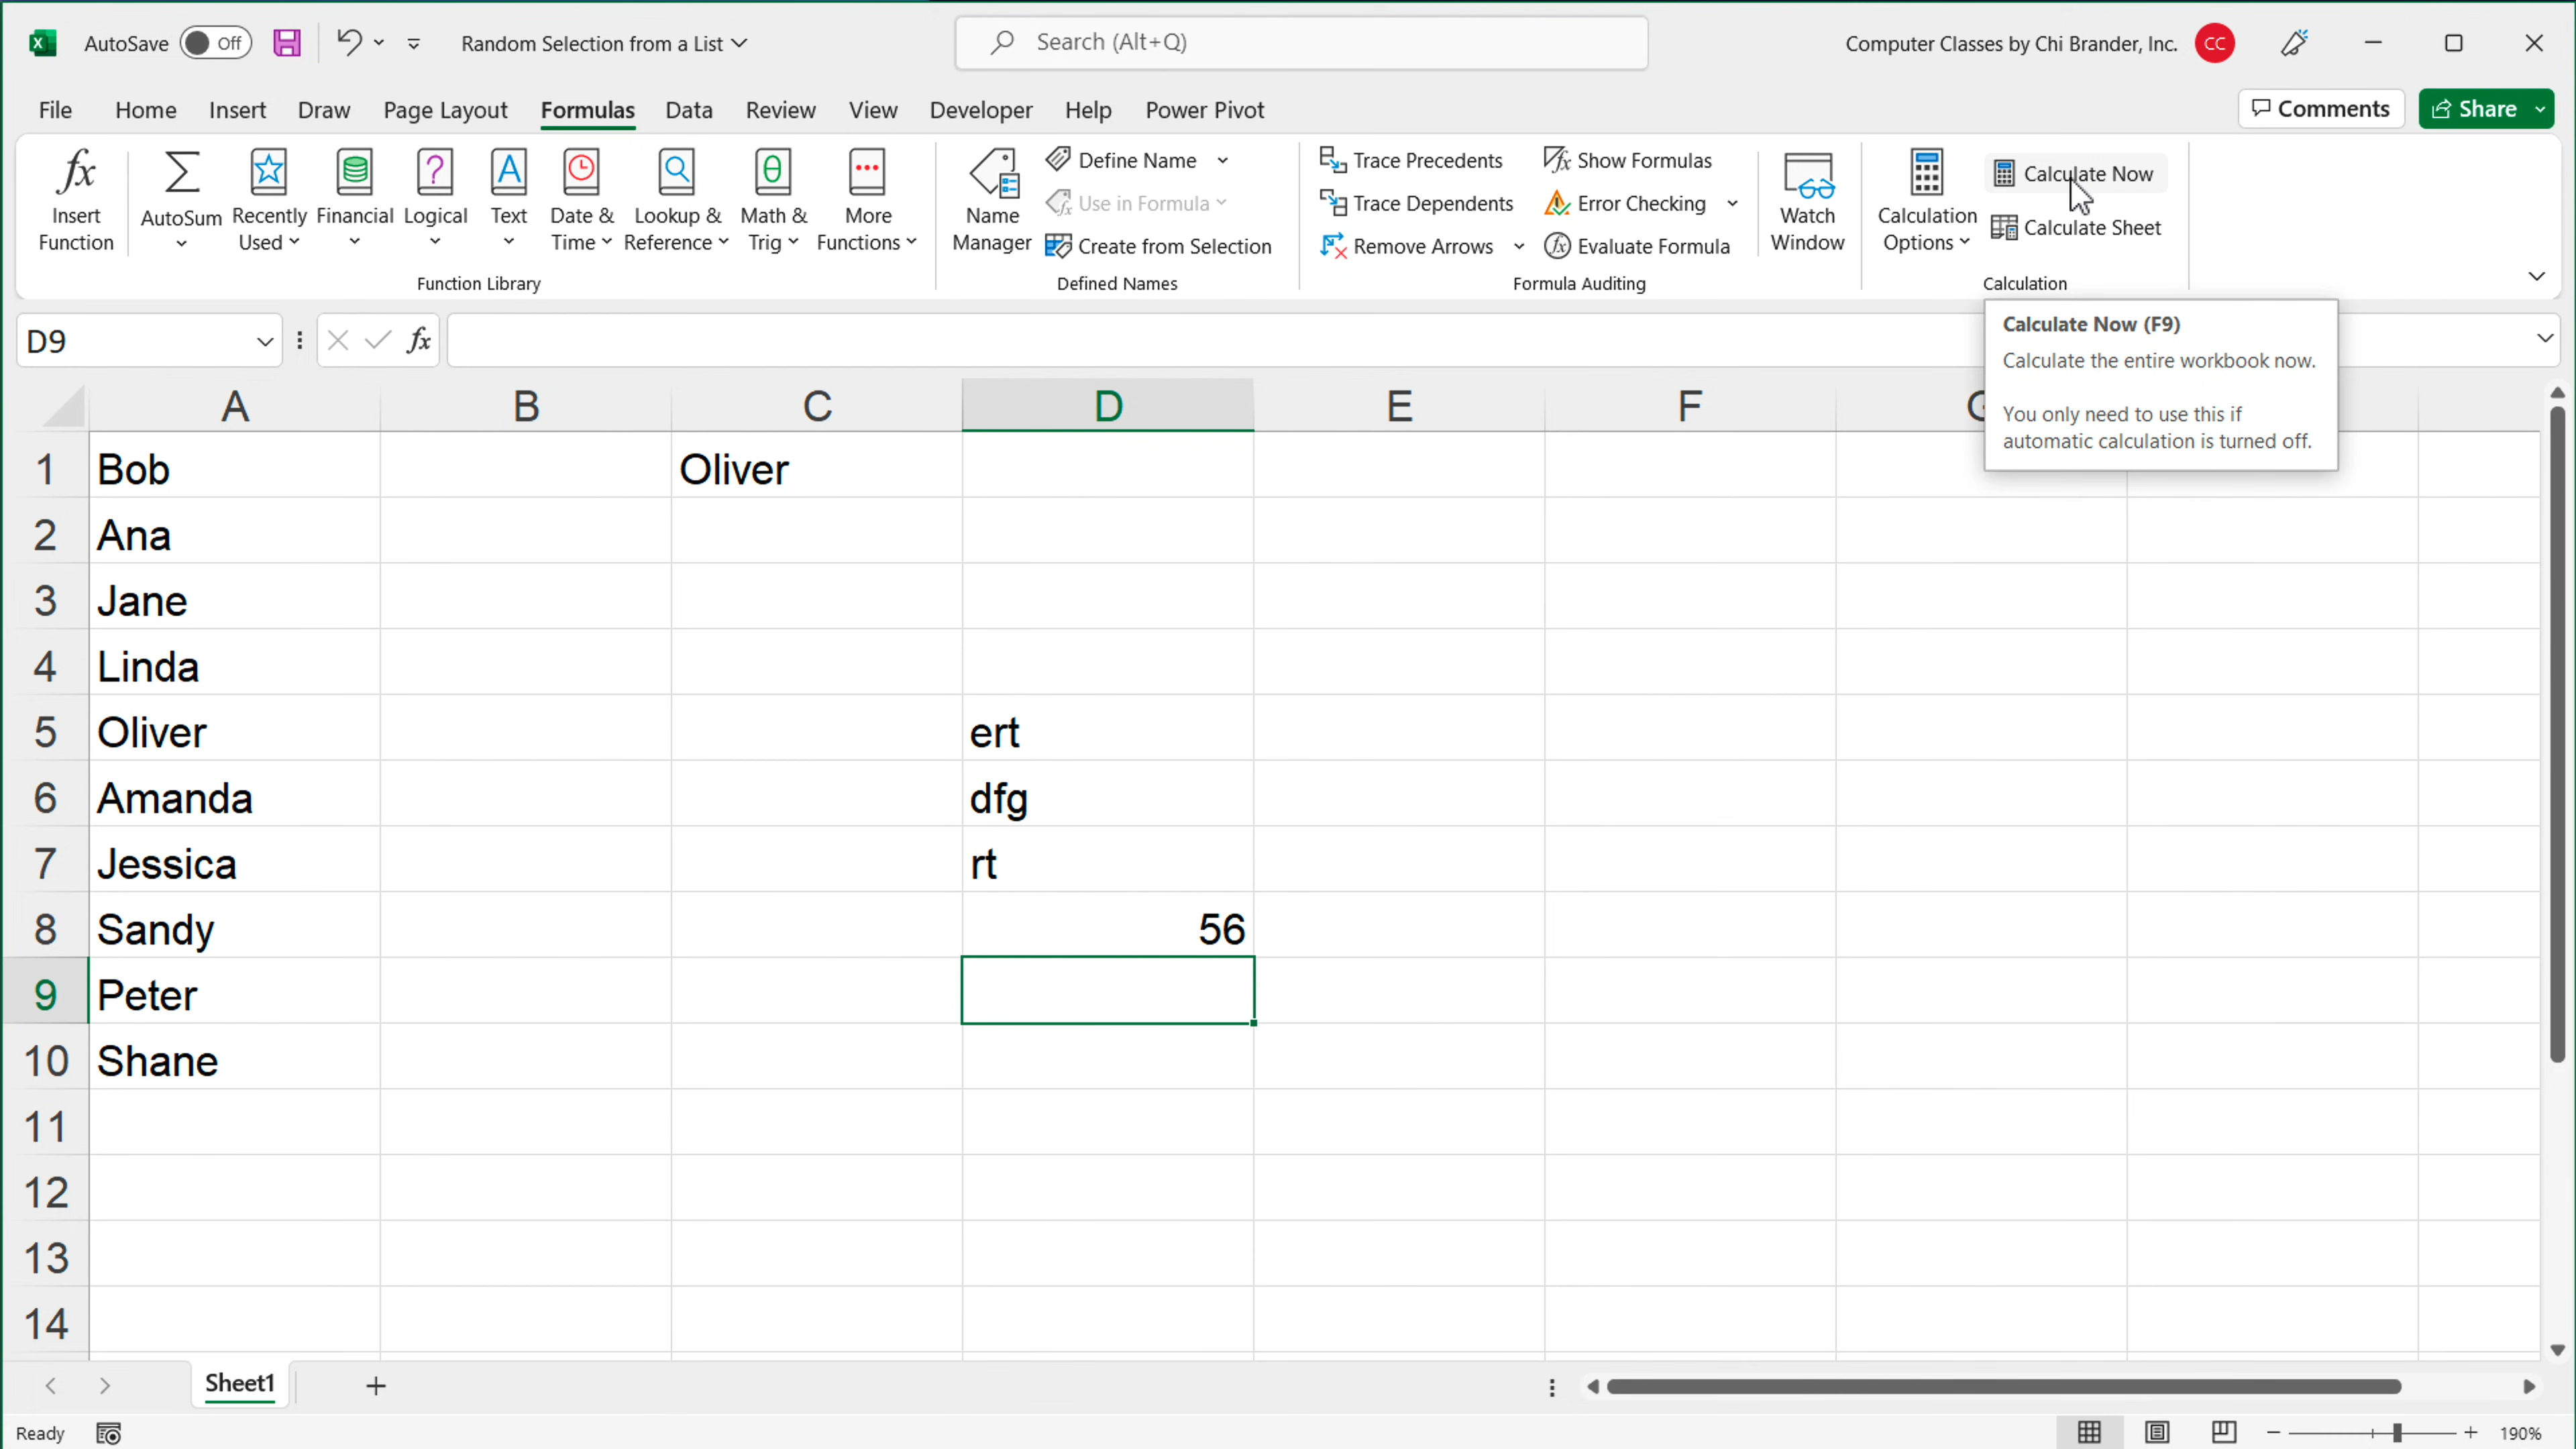 AutoSave Off Random Selection from a List Search (Alt+Q) Computer Classes by Chi Brander, Inc. CC
File Home Insert Draw Page Layout Formulas Data Review View Developer Help Power Pivot Comments Share
Insert Function
AutoSum
Recently Used
Financial
Logical
Text
Date & Time
Lookup & Reference
Math & Trig
More Functions
Function Library
Name Manager
Define Name
Use in Formula
Create from Selection
Defined Names
Trace Precedents
Trace Dependents
Remove Arrows
Show Formulas
Error Checking
Evaluate Formula
Formula Auditing
Watch Window
Calculation Options
Calculate Now
Calculate Sheet
Calculation
D9 fx
Calculate Now (F9)
Calculate the entire workbook now.
You only need to use this if
automatic calculation is turned off.
A B C D E F
1 Bob Oliver
2 Ana
3 Jane
4 Linda
5 Oliver ert
6 Amanda dfg
7 Jessica rt
8 Sandy 56
9 Peter
10 Shane
11
12
13
14
Sheet1
Ready 190%